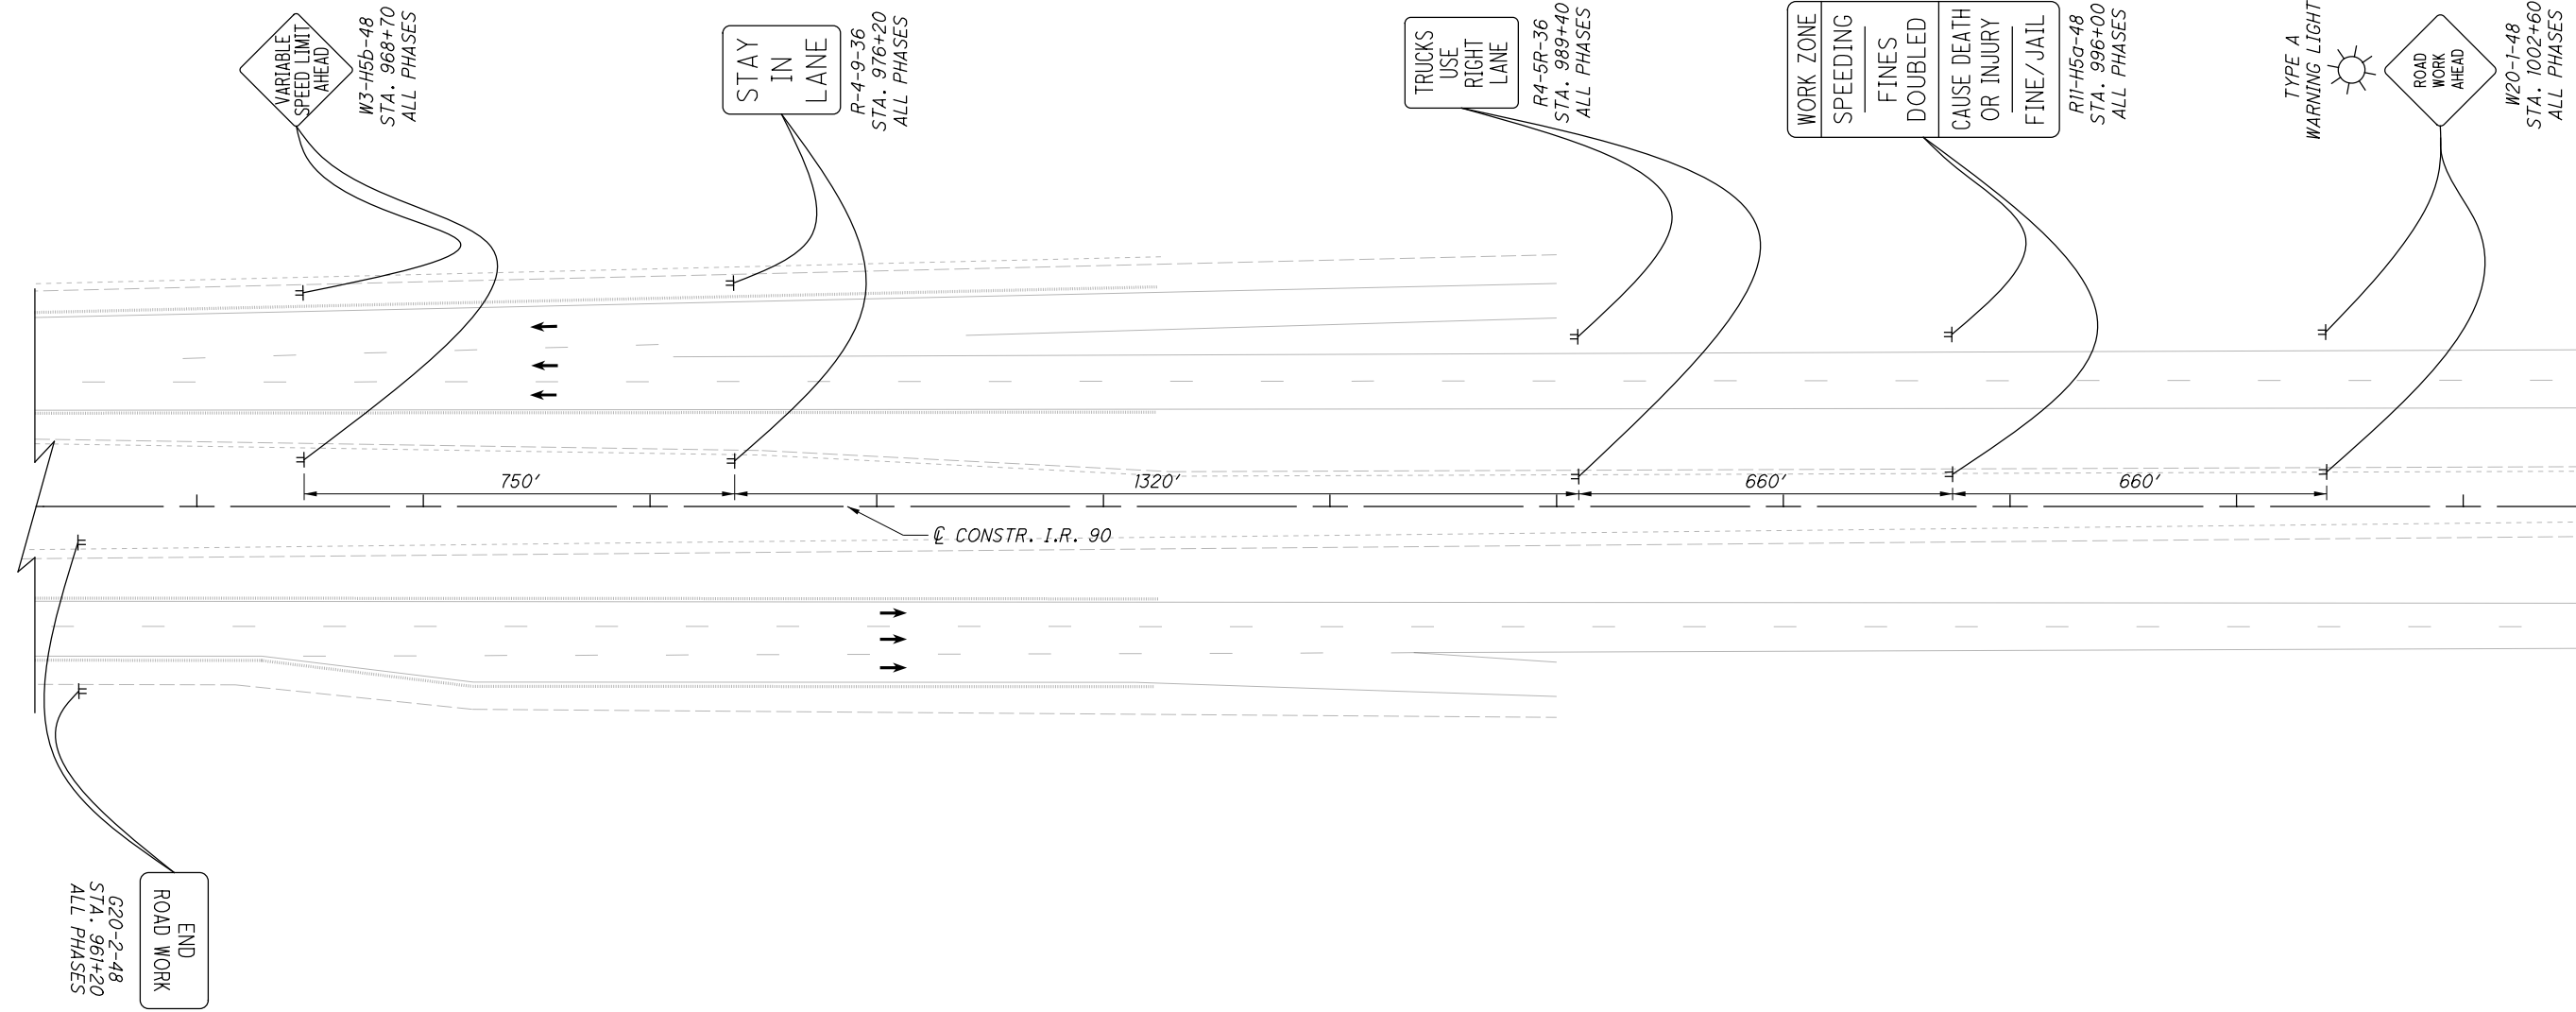 VARIABLE
SPEED LIMIT
AHEAD
W3-H5b-48
STA. 968+70
ALL PHASES
STAY
IN
LANE
R-4-9-36
STA. 976+20
ALL PHASES
TRUCKS
USE
RIGHT
LANE
R4-5R-36
STA. 989+40
ALL PHASES
WORK ZONE
SPEEDING
FINES
DOUBLED
CAUSE DEATH
OR INJURY
FINE/JAIL
R11-H5a-48
STA. 996+00
ALL PHASES
TYPE A
WARNING LIGHT
ROAD
WORK
AHEAD
W20-1-48
STA. 1002+60
ALL PHASES
750'
1320'
660'
660'
℄ CONSTR. I.R. 90
END
ROAD WORK
G20-2-48
STA. 961+20
ALL PHASES